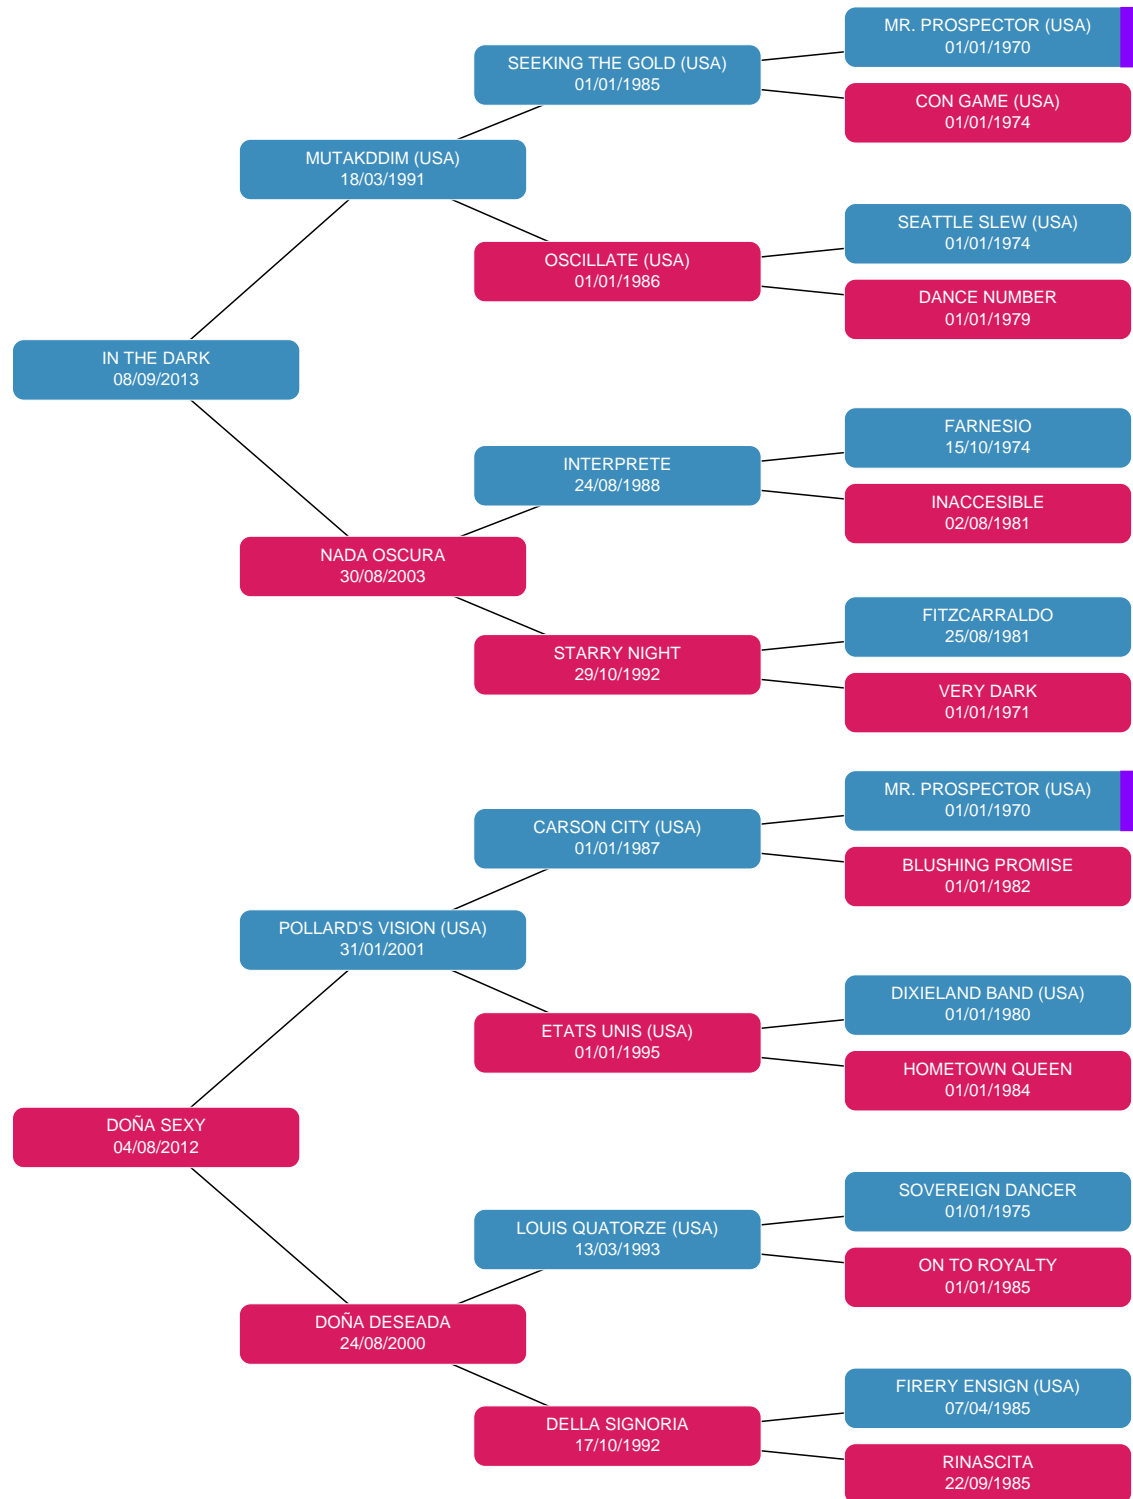 MR. PROSPECTOR (USA)
01/01/1970
SEEKING THE GOLD (USA)
01/01/1985
CON GAME (USA)
01/01/1974
MUTAKDDIM (USA)
18/03/1991
SEATTLE SLEW (USA)
01/01/1974
OSCILLATE (USA)
01/01/1986
DANCE NUMBER
01/01/1979
IN THE DARK
08/09/2013
FARNESIO
15/10/1974
INTERPRETE
24/08/1988
INACCESIBLE
02/08/1981
NADA OSCURA
30/08/2003
FITZCARRALDO
25/08/1981
STARRY NIGHT
29/10/1992
VERY DARK
01/01/1971
MR. PROSPECTOR (USA)
01/01/1970
CARSON CITY (USA)
01/01/1987
BLUSHING PROMISE
01/01/1982
POLLARD'S VISION (USA)
31/01/2001
DIXIELAND BAND (USA)
01/01/1980
ETATS UNIS (USA)
01/01/1995
HOMETOWN QUEEN
01/01/1984
DOÑA SEXY
04/08/2012
SOVEREIGN DANCER
01/01/1975
LOUIS QUATORZE (USA)
13/03/1993
ON TO ROYALTY
01/01/1985
DOÑA DESEADA
24/08/2000
FIRERY ENSIGN (USA)
07/04/1985
DELLA SIGNORIA
17/10/1992
RINASCITA
22/09/1985